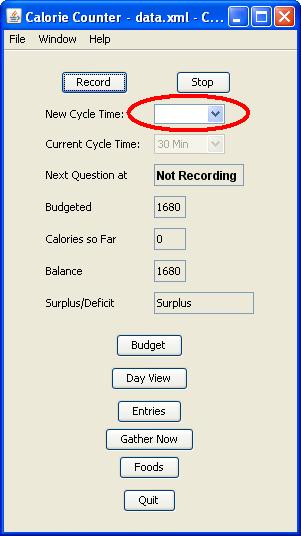 Calorie Counter - data.xml - C...
File Window Help
Record Stop
New Cycle Time:
Current Cycle Time: 30 Min
Next Question at Not Recording
Budgeted 1680
Calories so Far 0
Balance 1680
Surplus/Deficit Surplus
Budget
Day View
Entries
Gather Now
Foods
Quit